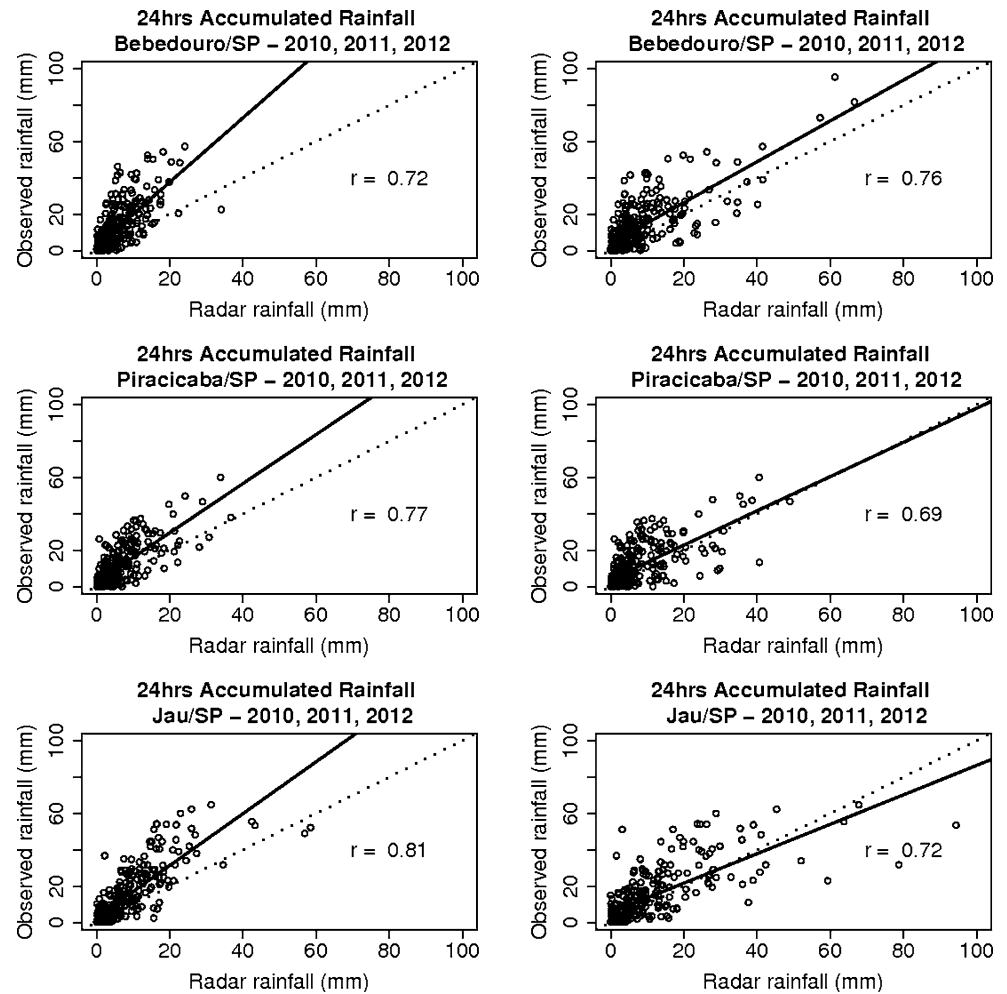 24hrs Accumulated Rainfall
Bebedouro/SP – 2010, 2011, 2012
Observed rainfall (mm)
100
60
20
0
r = 0.72
0 20 40 60 80 100
Radar rainfall (mm)
24hrs Accumulated Rainfall
Bebedouro/SP – 2010, 2011, 2012
Observed rainfall (mm)
100
60
20
0
r = 0.76
0 20 40 60 80 100
Radar rainfall (mm)
24hrs Accumulated Rainfall
Piracicaba/SP – 2010, 2011, 2012
Observed rainfall (mm)
100
60
20
0
r = 0.77
0 20 40 60 80 100
Radar rainfall (mm)
24hrs Accumulated Rainfall
Piracicaba/SP – 2010, 2011, 2012
Observed rainfall (mm)
100
60
20
0
r = 0.69
0 20 40 60 80 100
Radar rainfall (mm)
24hrs Accumulated Rainfall
Jau/SP – 2010, 2011, 2012
Observed rainfall (mm)
100
60
20
0
r = 0.81
0 20 40 60 80 100
Radar rainfall (mm)
24hrs Accumulated Rainfall
Jau/SP – 2010, 2011, 2012
Observed rainfall (mm)
100
60
20
0
r = 0.72
0 20 40 60 80 100
Radar rainfall (mm)